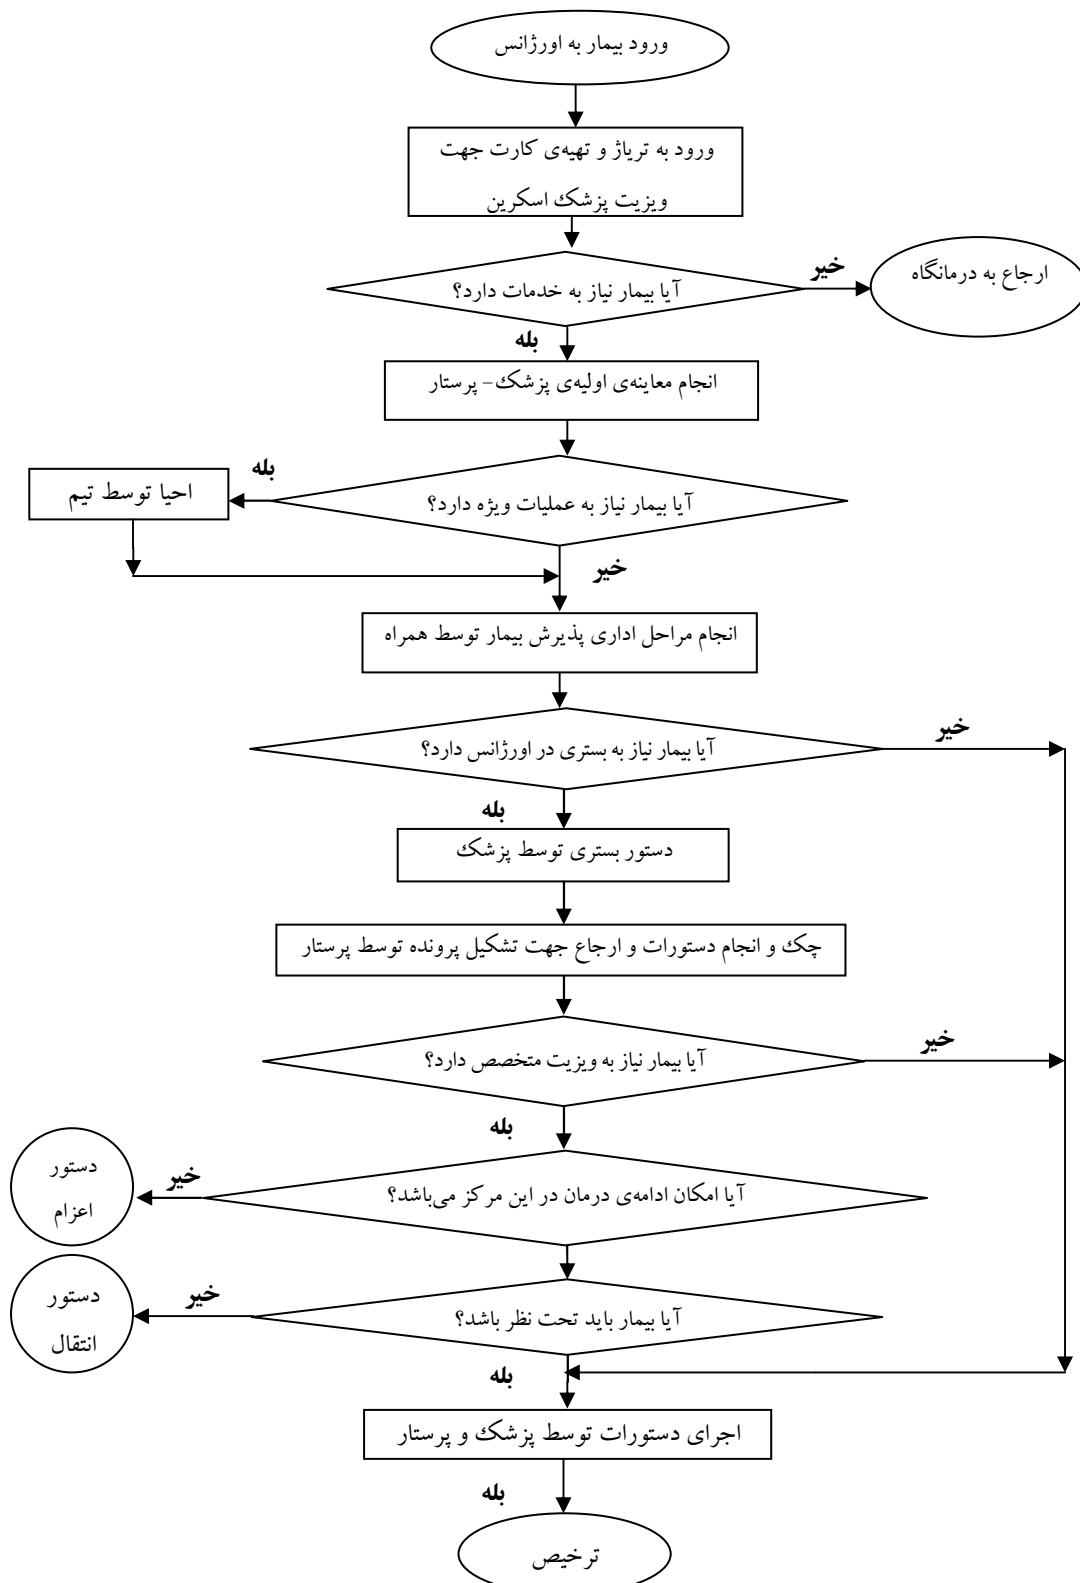 ورود بیمار به اورژانس
ورود به تریاژ و تهیه‌ی کارت جهت
ویزیت پزشک اسکرین
آیا بیمار نیاز به خدمات دارد؟
خیر
ارجاع به درمانگاه
بله
انجام معاینه‌ی اولیه‌ی پزشک- پرستار
آیا بیمار نیاز به عملیات ویژه دارد؟
بله
احیا توسط تیم
خیر
انجام مراحل اداری پذیرش بیمار توسط همراه
آیا بیمار نیاز به بستری در اورژانس دارد؟
خیر
بله
دستور بستری توسط پزشک
چک و انجام دستورات و ارجاع جهت تشکیل پرونده توسط پرستار
آیا بیمار نیاز به ویزیت متخصص دارد؟
خیر
بله
آیا امکان ادامه‌ی درمان در این مرکز می‌باشد؟
خیر
دستور
اعزام
آیا بیمار باید تحت نظر باشد؟
خیر
دستور
انتقال
بله
اجرای دستورات توسط پزشک و پرستار
بله
ترخیص